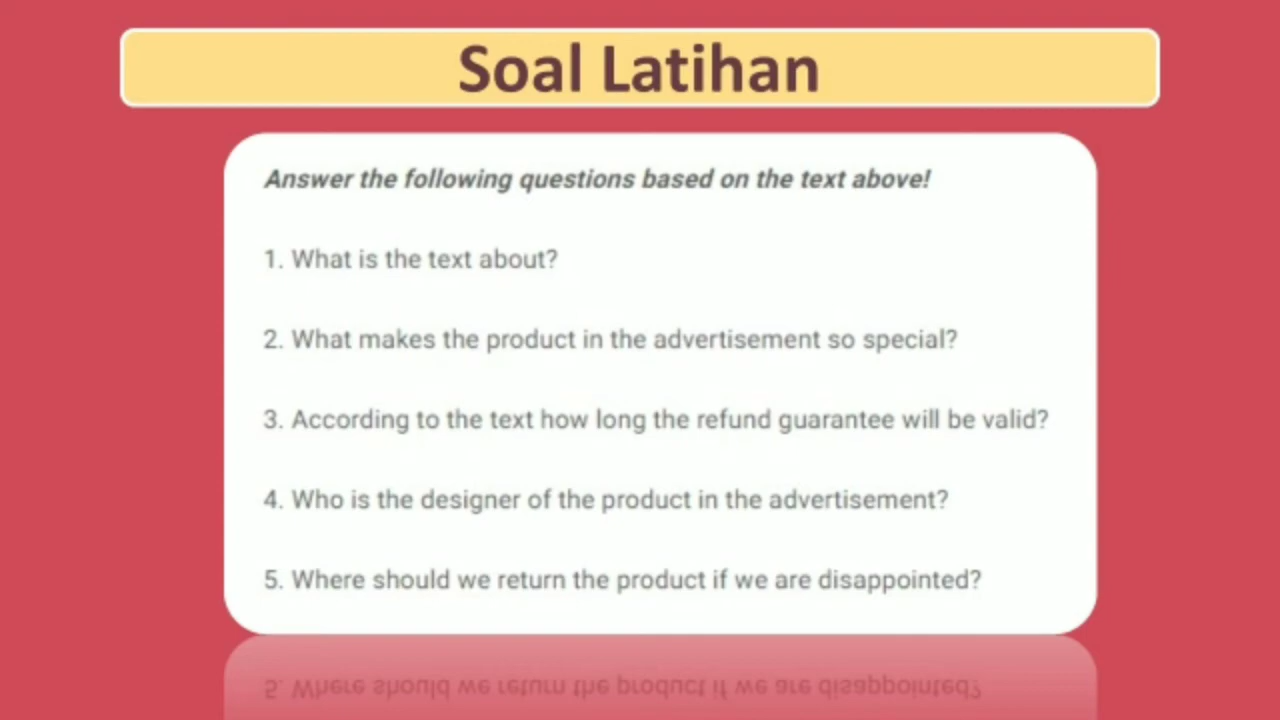 Soal Latihan
Answer the following questions based on the text above!
1. What is the text about?
2. What makes the product in the advertisement so special?
3. According to the text how long the refund guarantee will be valid?
4. Who is the designer of the product in the advertisement?
5. Where should we return the product if we are disappointed?